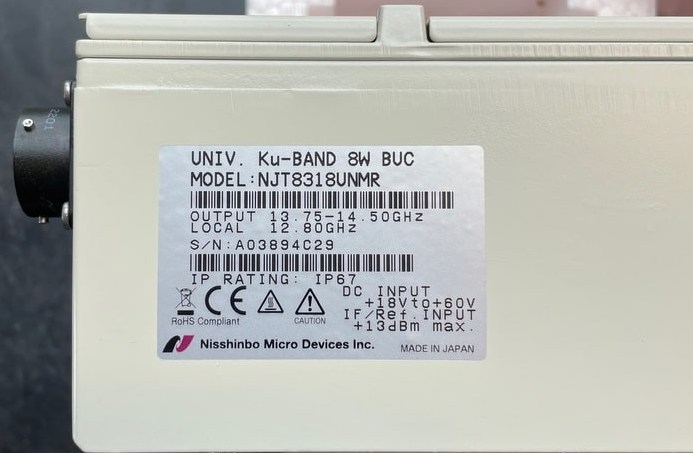 UNIV. Ku-BAND 8W BUC
MODEL:NJT8318UNMR
OUTPUT 13.75-14.50GHz
LOCAL 12.80GHz
S/N:A03894C29
IP RATING: IP67
DC INPUT
+18Vto+60V
IF/Ref.INPUT
+13dBm max.
CE
RoHS Compliant
CAUTION
Nisshinbo Micro Devices Inc.
MADE IN JAPAN
2201